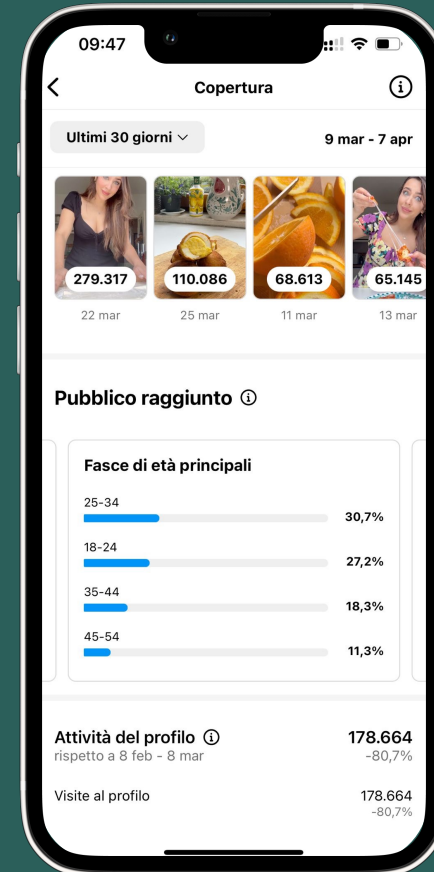 09:47
Copertura
Ultimi 30 giorni
9 mar - 7 apr
279.317
110.086
68.613
65.145
22 mar
25 mar
11 mar
13 mar
Pubblico raggiunto
Fasce di età principali
25-34
30,7%
18-24
27,2%
35-44
18,3%
45-54
11,3%
Attività del profilo
178.664
rispetto a 8 feb - 8 mar
-80,7%
Visite al profilo
178.664
-80,7%